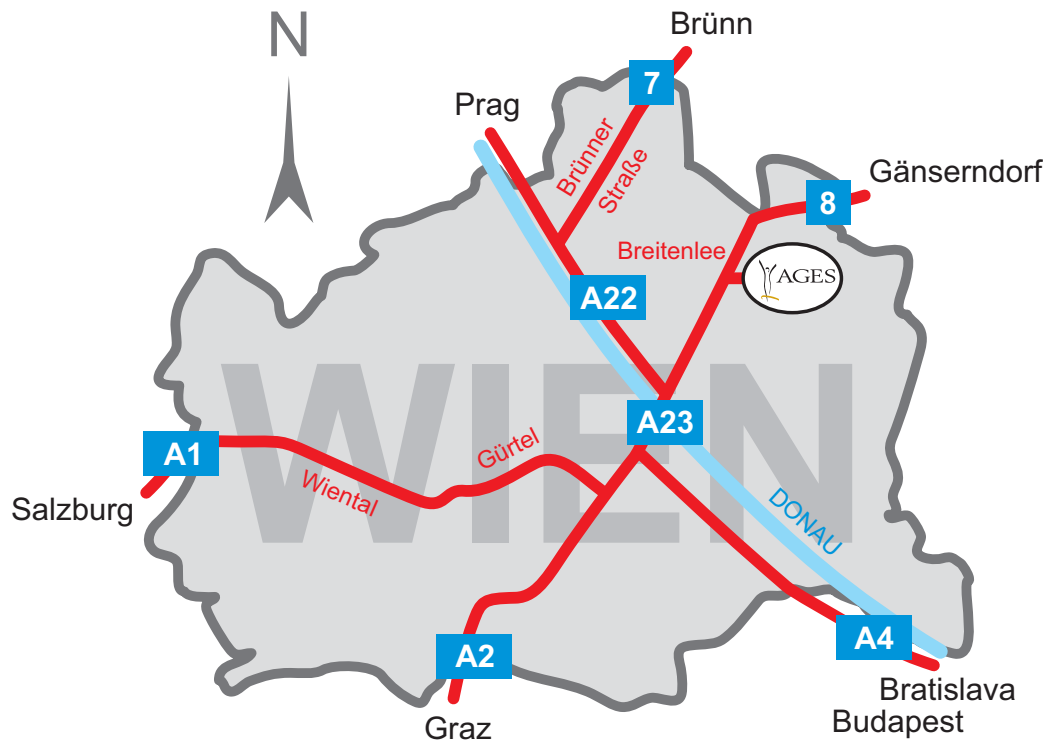 N
Brünn
7
Prag
Brünner
Straße
Gänserndorf
8
Breitenlee
AGES
A22
WIEN
A23
A1
Gürtel
Wiental
Salzburg
DONAU
A4
A2
Bratislava
Budapest
Graz